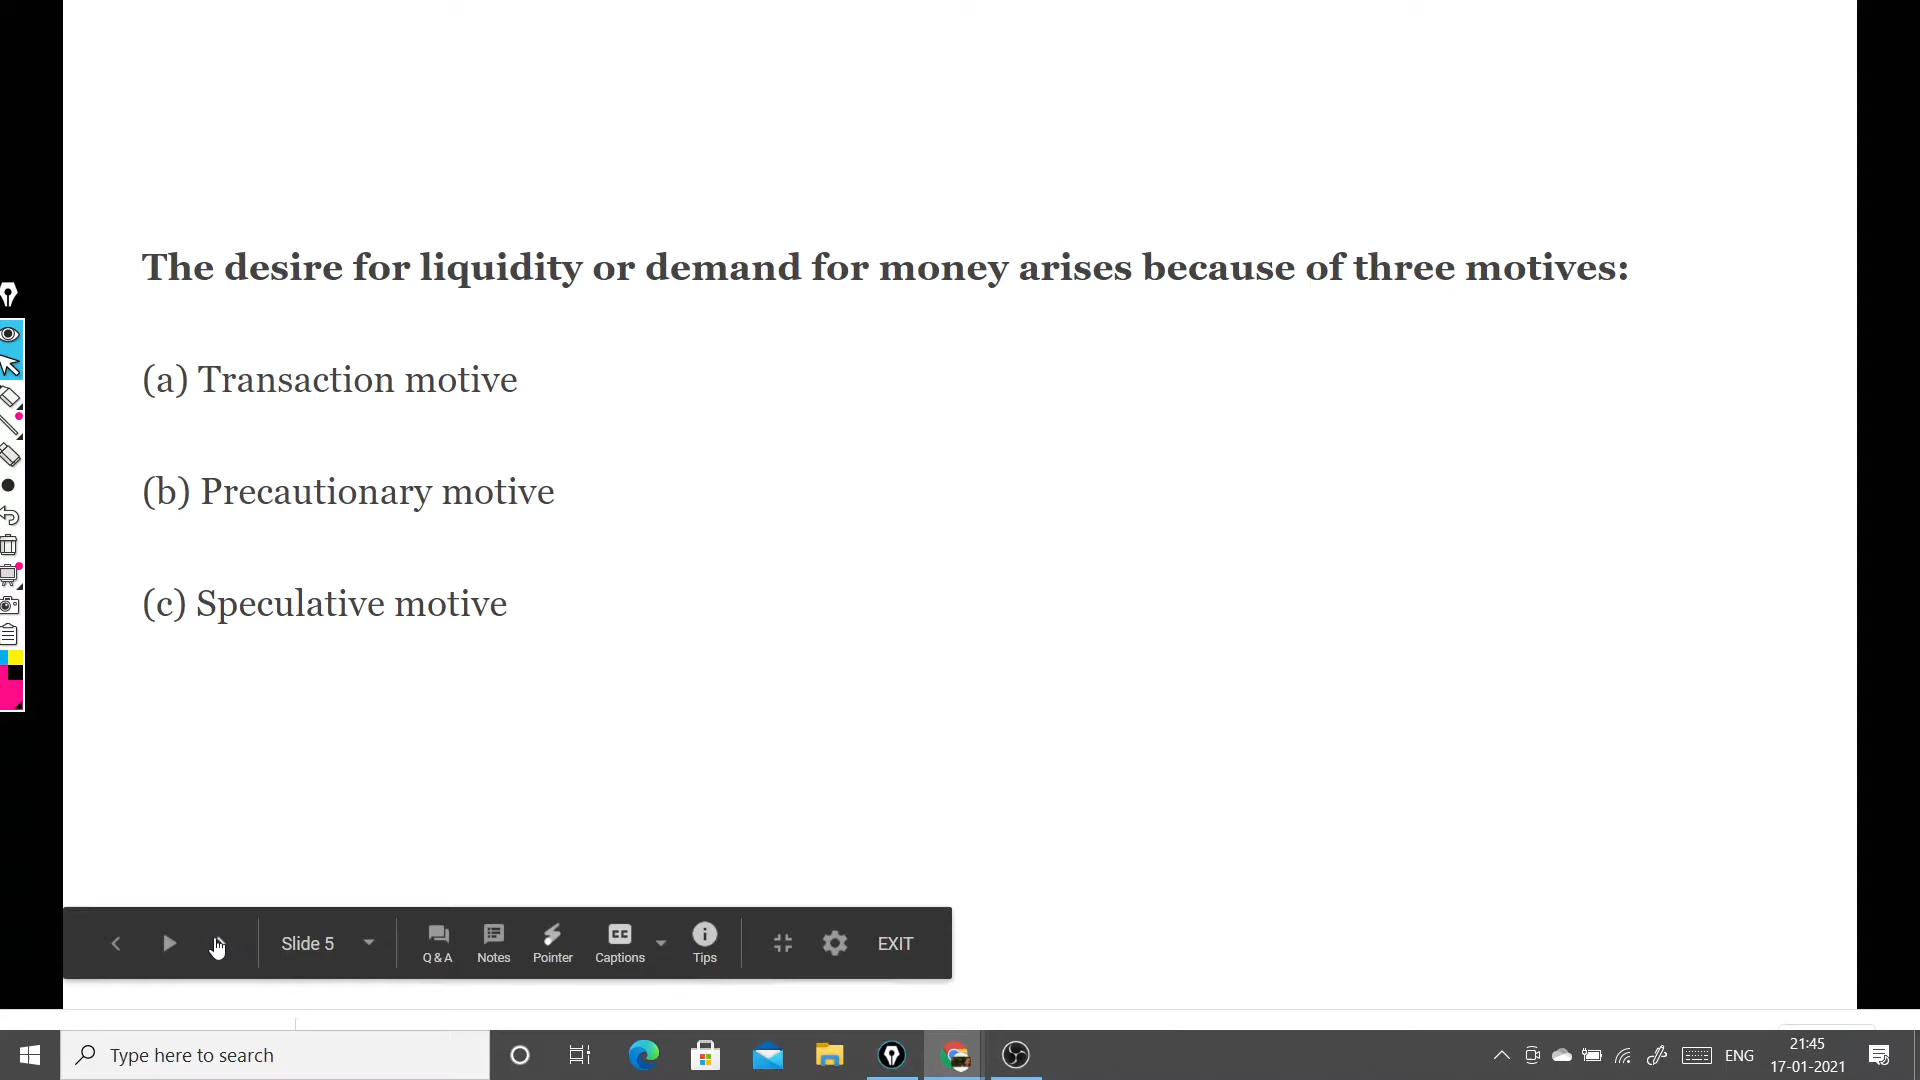 The desire for liquidity or demand for money arises because of three motives:
(a) Transaction motive
(b) Precautionary motive
(c) Speculative motive
Slide 5
Q & A
Notes
Pointer
CC
Captions
Tips
EXIT
Type here to search
ENG
21:45
17-01-2021